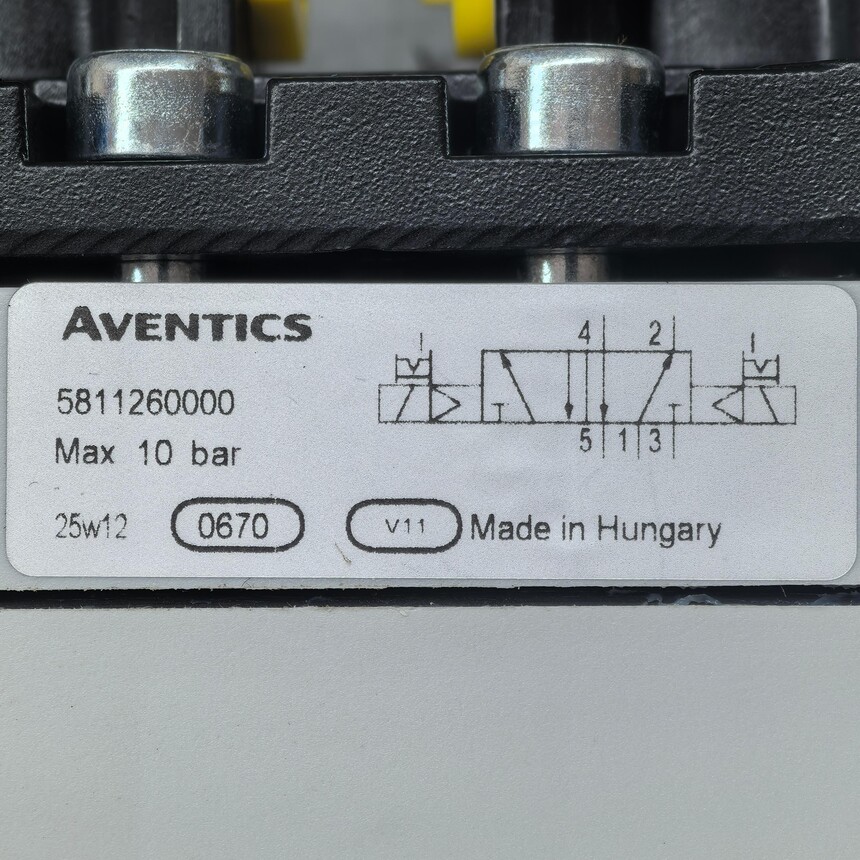 AVENTICS
5811260000
Max 10 bar
4 2
5 1 3
25w12 0670 V11 Made in Hungary